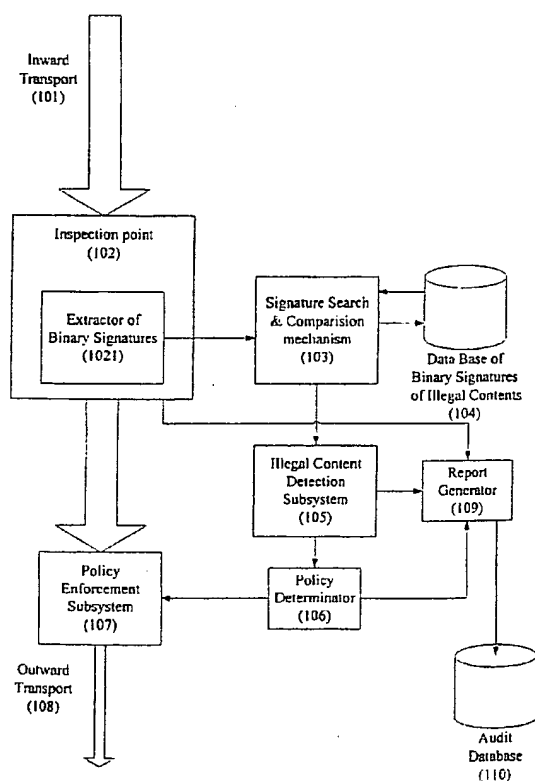 Inward
Transport
(101)
Inspection point
(102)
Extractor of
Binary Signatures
(1021)
Signature Search
& Comparision
mechanism
(103)
Data Base of
Binary Signatures
of Illegal Contents
(104)
Illegal Content
Detection
Subsystem
(105)
Report
Generator
(109)
Policy
Enforcement
Subsystem
(107)
Policy
Determinator
(106)
Outward
Transport
(108)
Audit
Database
(110)